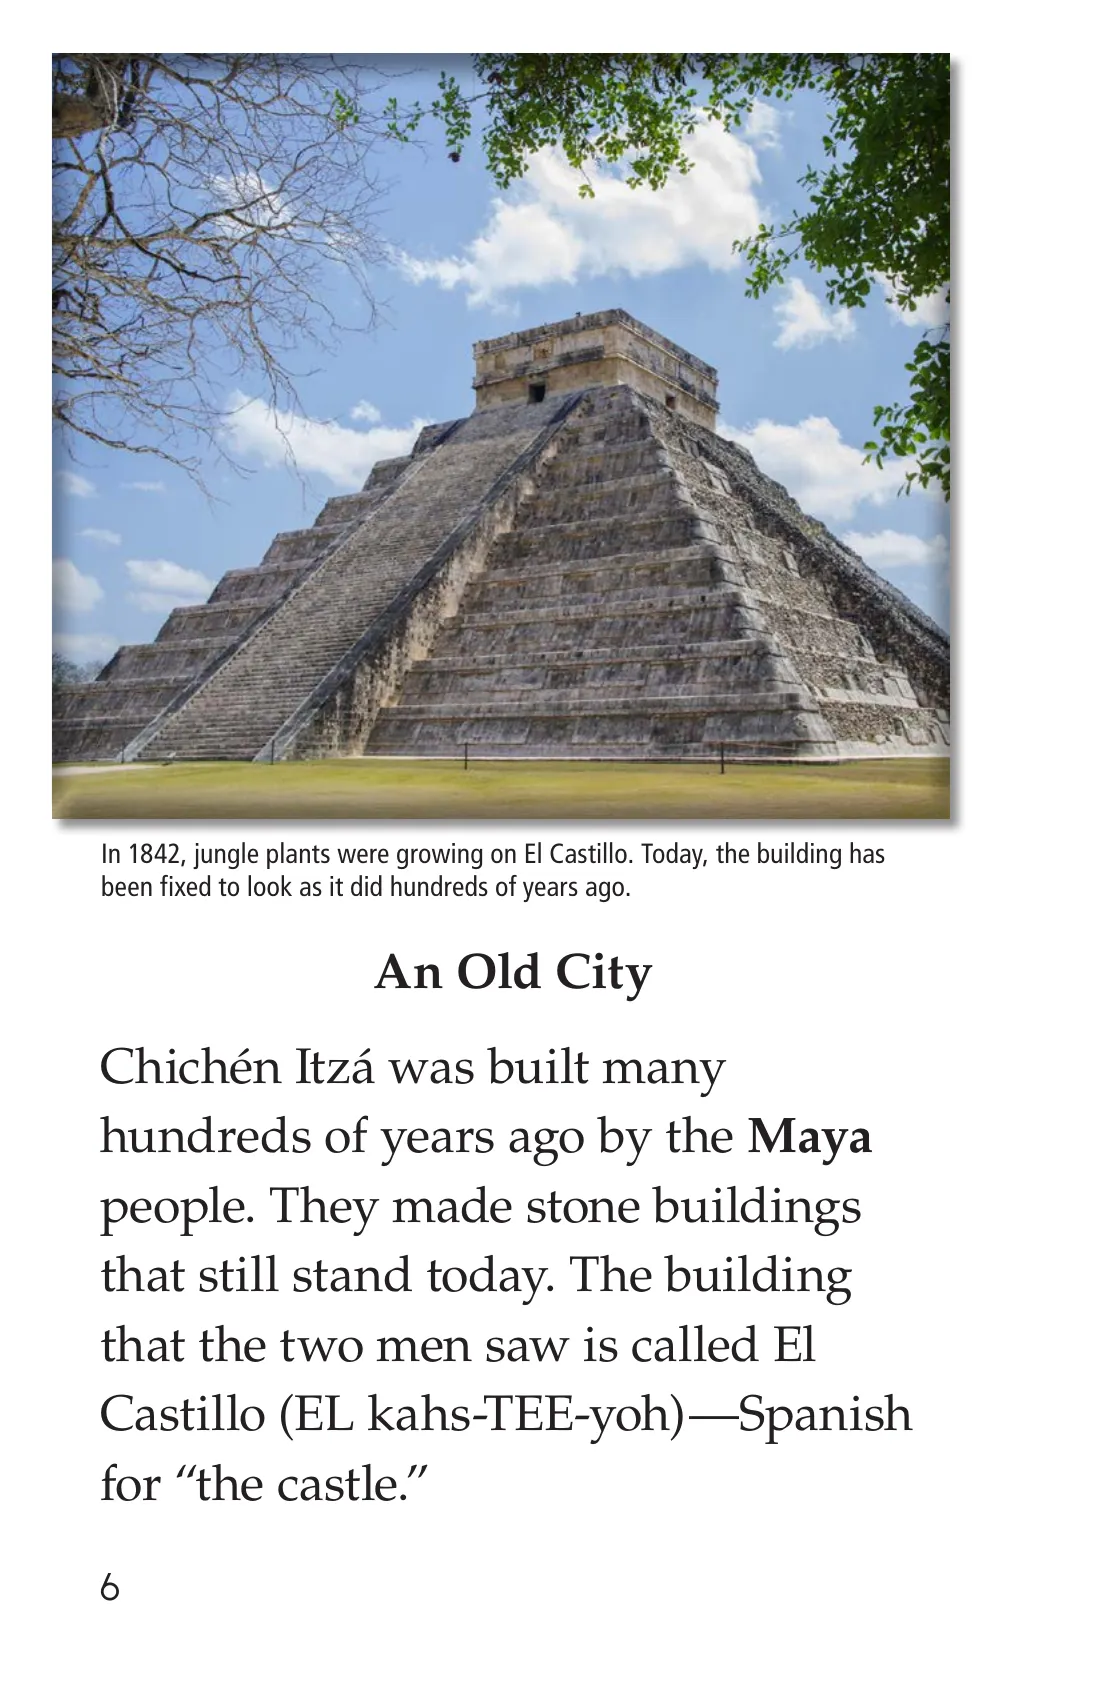 In 1842, jungle plants were growing on El Castillo. Today, the building has
been fixed to look as it did hundreds of years ago.
An Old City
Chichén Itzá was built many
hundreds of years ago by the Maya
people. They made stone buildings
that still stand today. The building
that the two men saw is called El
Castillo (EL kahs-TEE-yoh)—Spanish
for “the castle.”
6